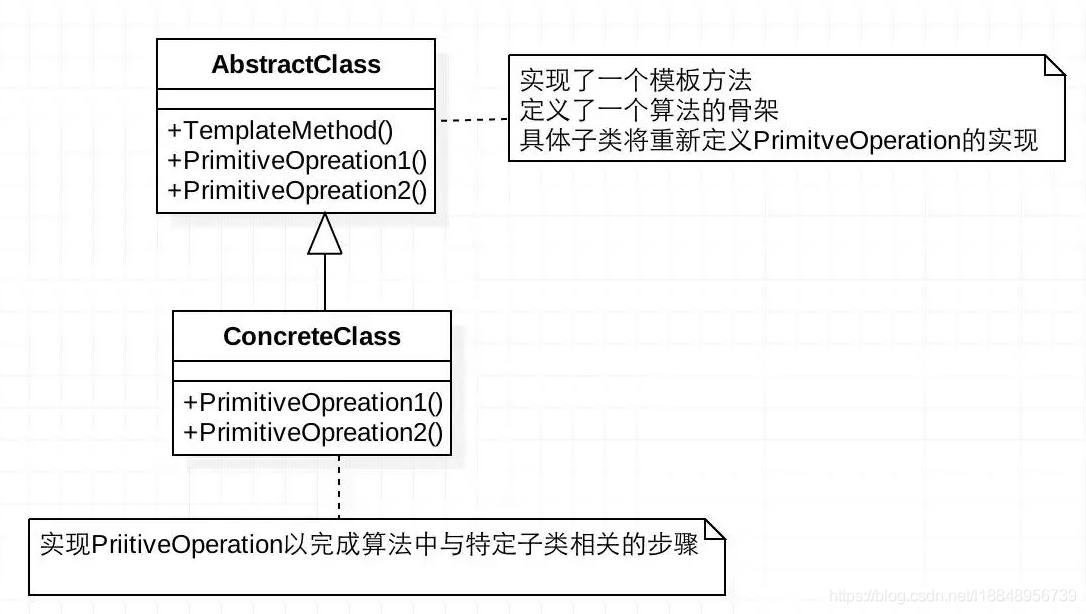 AbstractClass
+TemplateMethod()
+PrimitiveOpreation1()
+PrimitiveOpreation2()
实现了一个模板方法
定义了一个算法的骨架
具体子类将重新定义PrimitveOperation的实现
ConcreteClass
+PrimitiveOpreation1()
+PrimitiveOpreation2()
实现PriitiveOperation以完成算法中与特定子类相关的步骤
https://blog.csdn.net/l18848956739